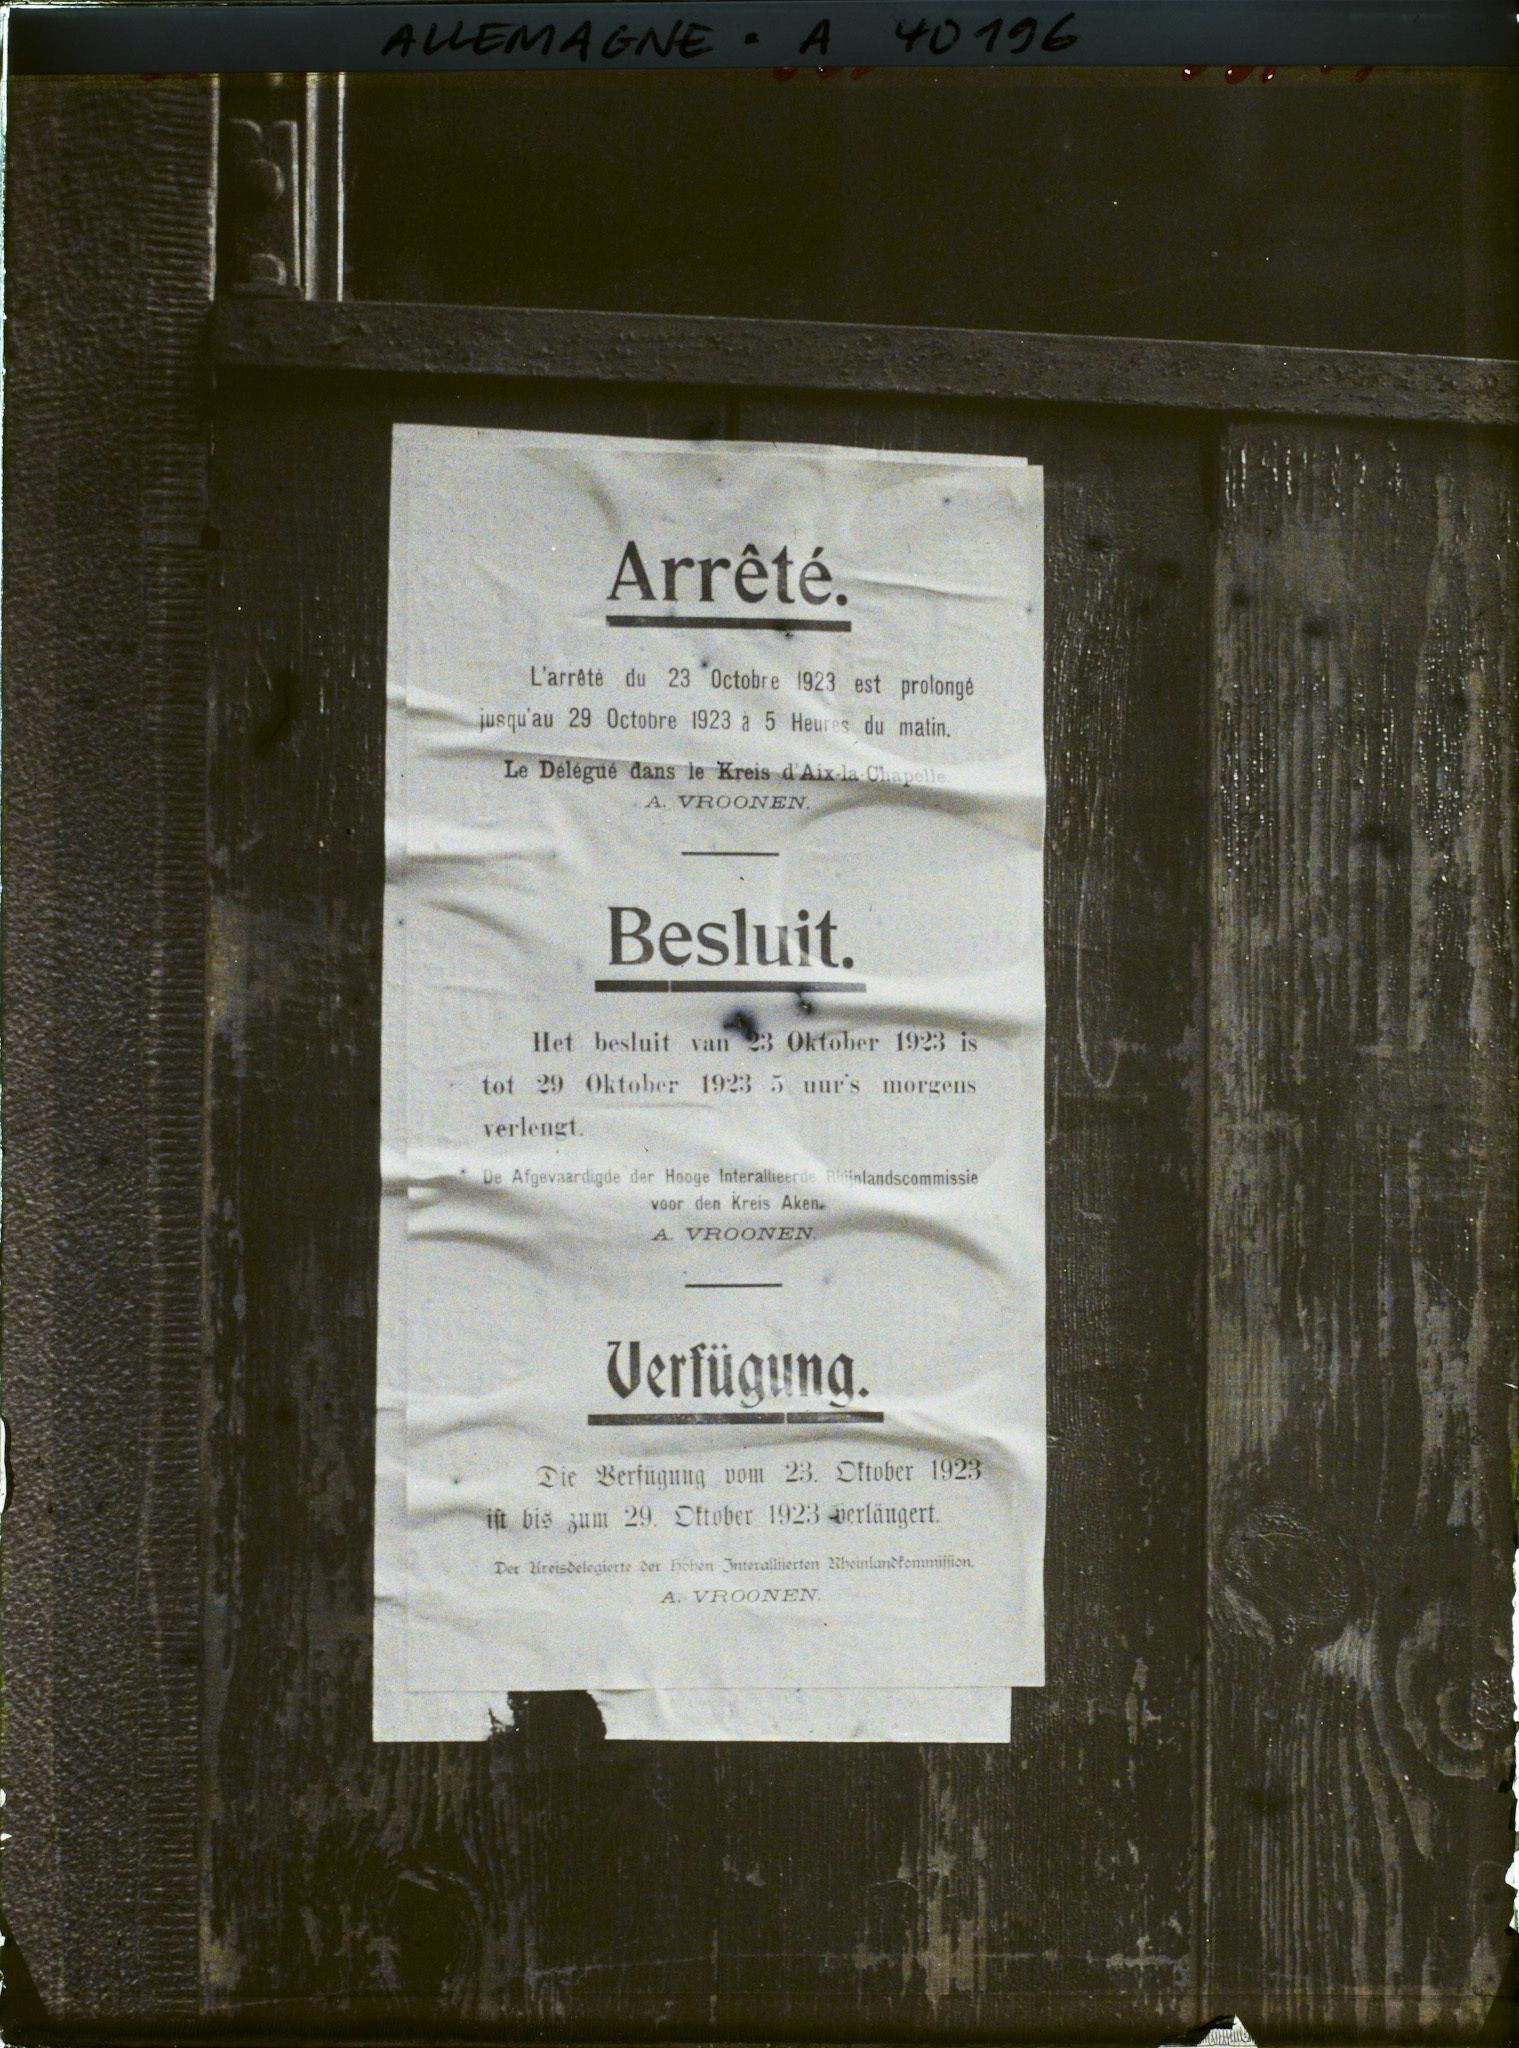 ALLEMAGNE . A 40196
Arrêté.
L'arrêté du 23 Octobre 1923 est prolongé
jusqu'au 29 Octobre 1923 à 5 Heures du matin.
Le Délégué dans le Kreis d'Aix-la-Chapelle
A. VROONEN.
Besluit.
Het besluit van 23 Oktober 1923 is
tot 29 Oktober 1923 5 uur's morgens
verlengt.
De Afgevaardigde der Hooge Interallieerde Rhijnlandscommissie
voor den Kreis Aken.
A. VROONEN.
Verfügung.
Die Verfügung vom 23. Oktober 1923
ist bis zum 29. Oktober 1923 verlängert.
Der Kreisdelegierte der Hohen Interalliierten Rheinlandkommission.
A. VROONEN.